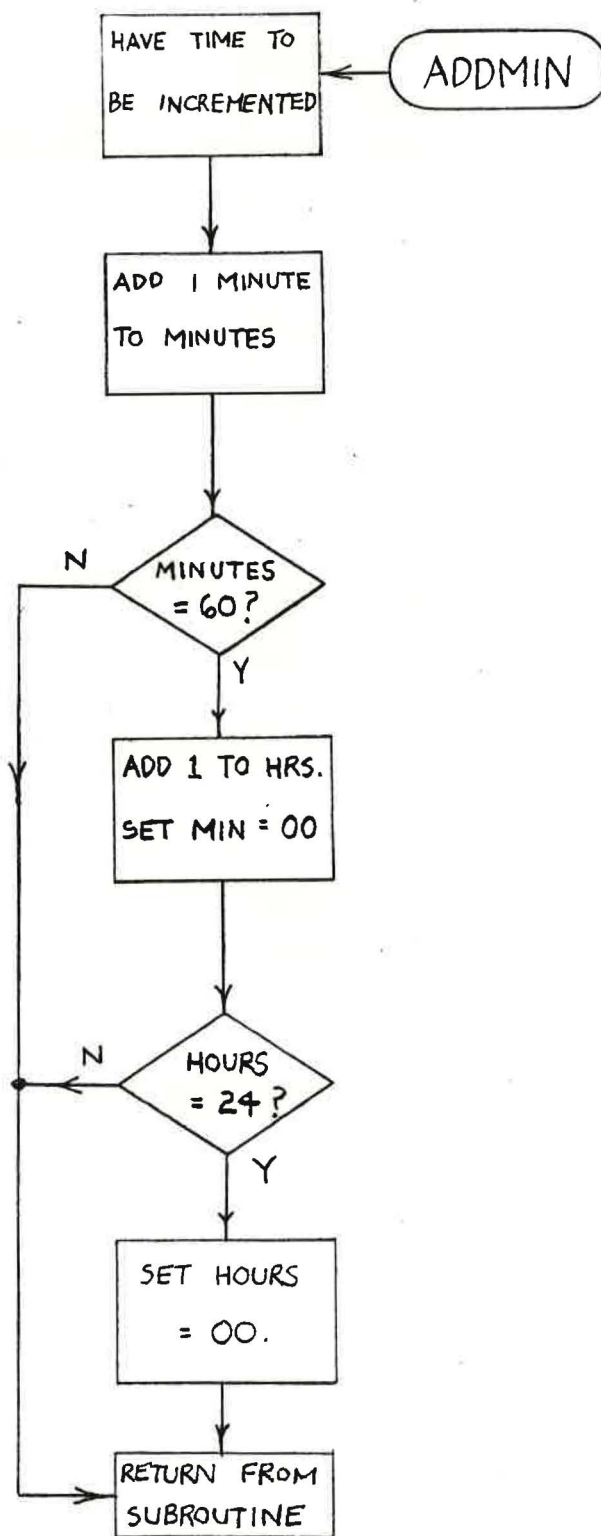 HAVE TIME TO
BE INCREMENTED
ADDMIN
ADD 1 MINUTE
TO MINUTES
MINUTES
= 60?
N
Y
ADD 1 TO HRS.
SET MIN = 00
HOURS
= 24?
N
Y
SET HOURS
= 00.
RETURN FROM
SUBROUTINE